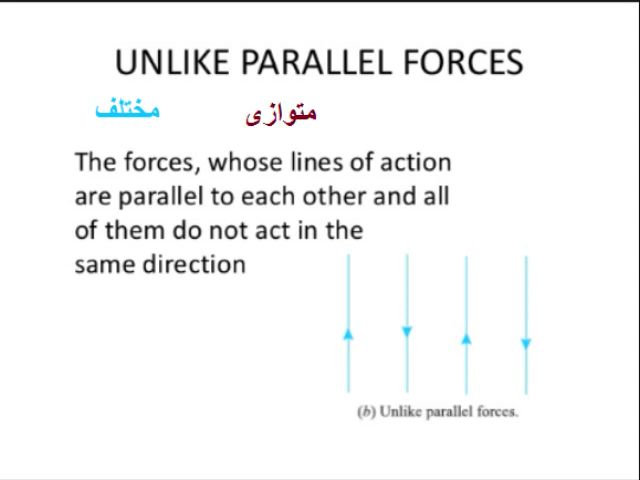 UNLIKE PARALLEL FORCES
مختلف متوازی
The forces, whose lines of action
are parallel to each other and all
of them do not act in the
same direction
(b) Unlike parallel forces.